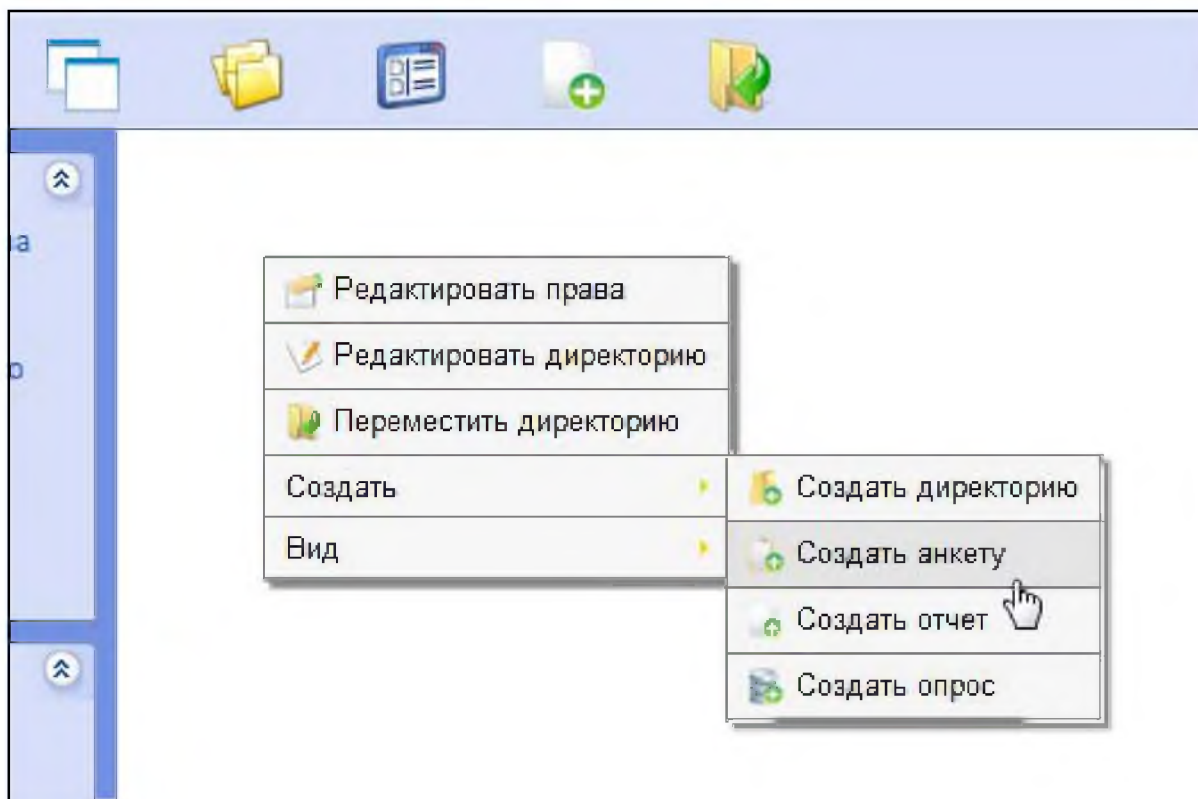 а
о
Редактировать права
Редактировать директорию
Переместить директорию
Создать
Вид
Создать директорию
Создать анкету
Создать отчет
Создать опрос